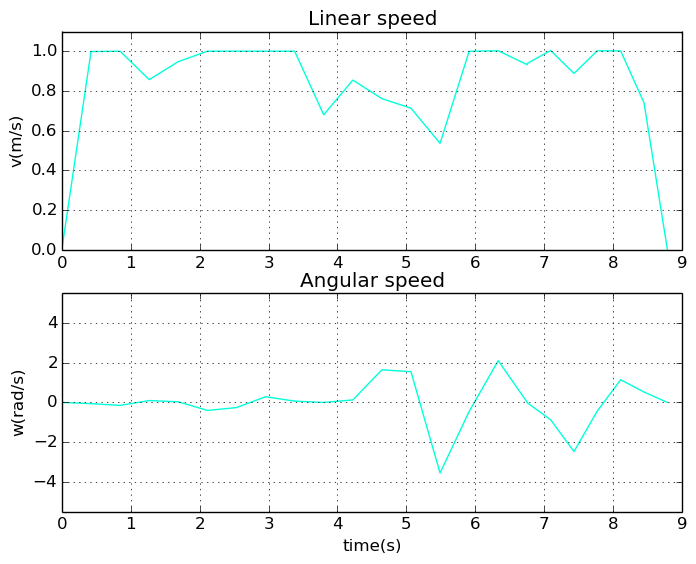 Linear speed
v(m/s)
1.0
0.8
0.6
0.4
0.2
0.0
0 1 2 3 4 5 6 7 8 9
Angular speed
w(rad/s)
4
2
0
−2
−4
0 1 2 3 4 5 6 7 8 9
time(s)